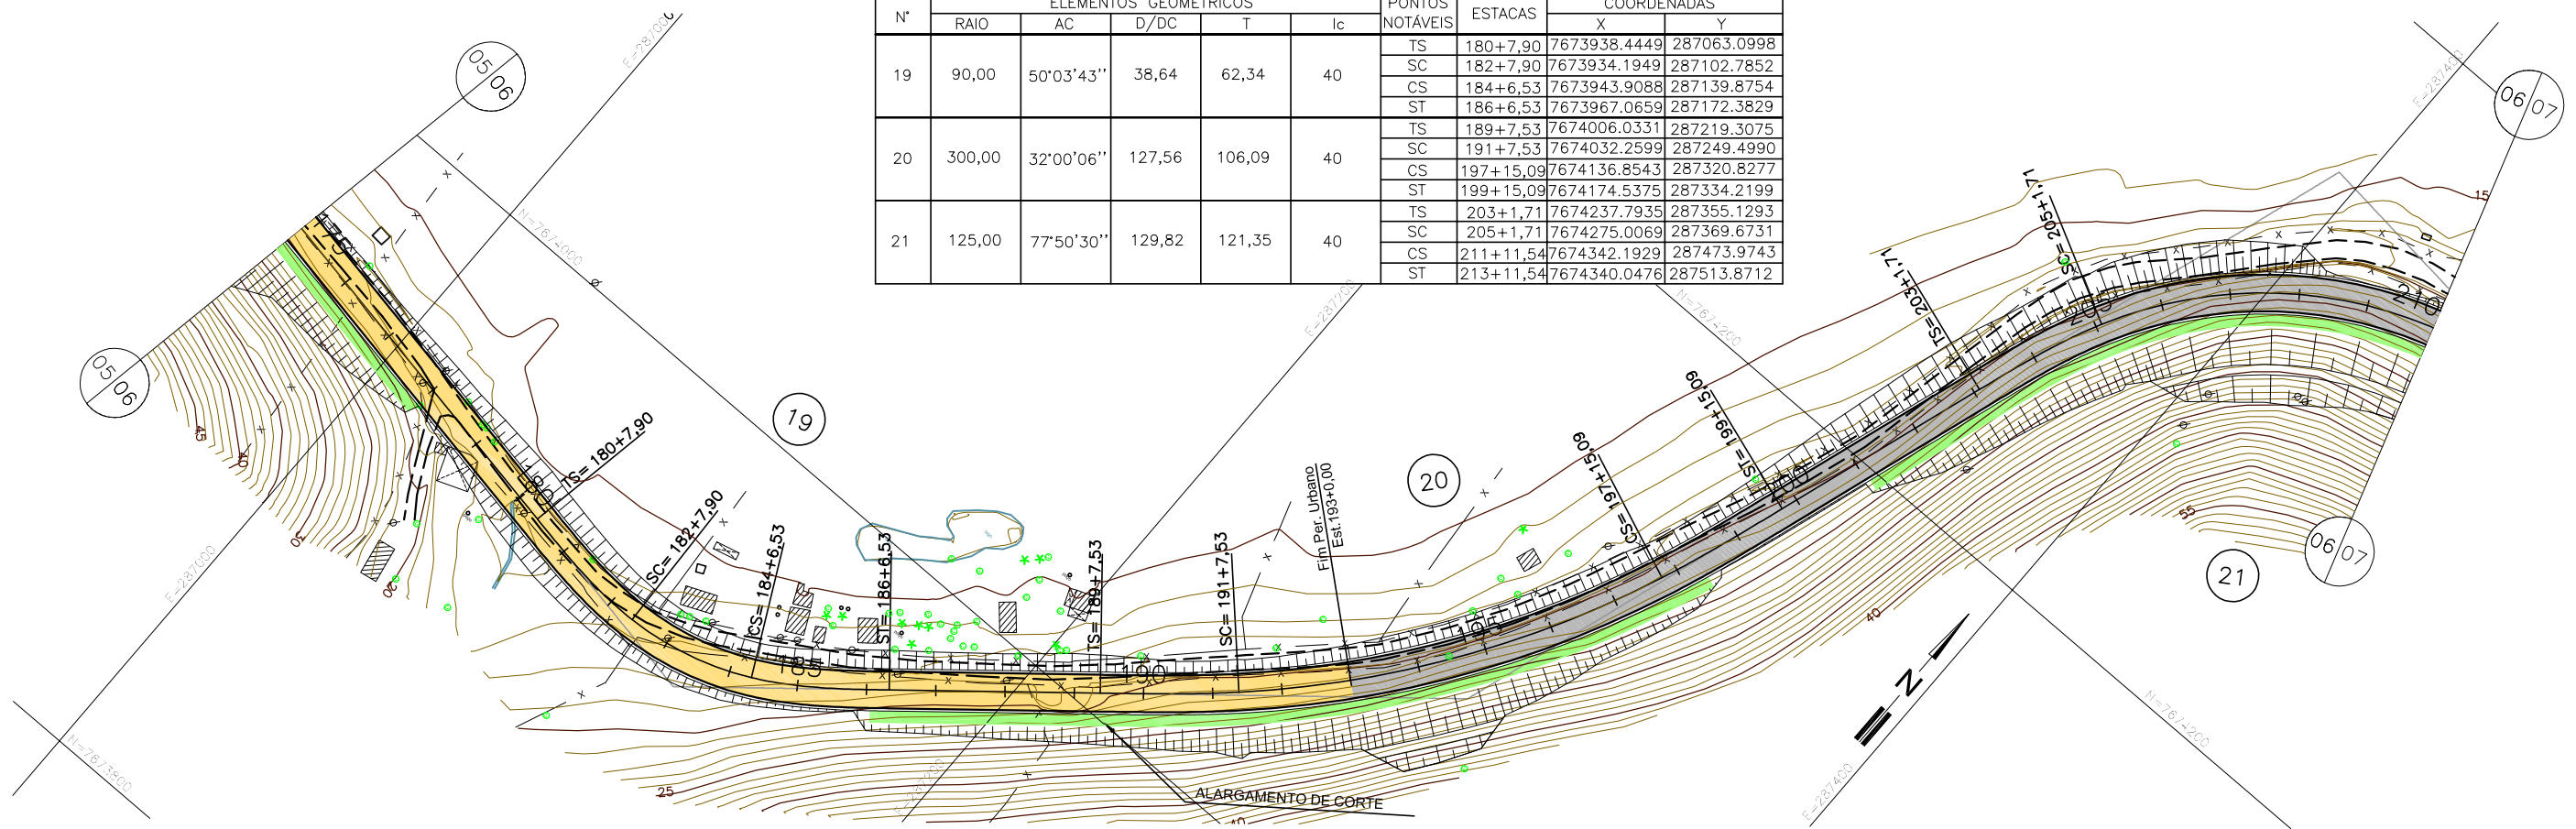 ELEMENTOS GEOMÉTRICOS PONTOS COORDENADAS
N° RAIO AC D/DC T Ic NOTÁVEIS ESTACAS X Y
TS 180+7,90 7673938.4449 287063.0998
19 90,00 50°03'43'' 38,64 62,34 40 SC 182+7,90 7673934.1949 287102.7852
CS 184+6,53 7673943.9088 287139.8754
ST 186+6,53 7673967.0659 287172.3829
TS 189+7,53 7674006.0331 287219.3075
20 300,00 32°00'06'' 127,56 106,09 40 SC 191+7,53 7674032.2599 287249.4990
CS 197+15,09 7674136.8543 287320.8277
ST 199+15,09 7674174.5375 287334.2199
TS 203+1,71 7674237.7935 287355.1293
21 125,00 77°50'30'' 129,82 121,35 40 SC 205+1,71 7674275.0069 287369.6731
CS 211+11,54 7674342.1929 287473.9743
ST 213+11,54 7674340.0476 287513.8712
05 06
E=287000
E=287400
06 07
15
N=7674000
175
05 06
45
40
30
20
E=287000
N=7673800
180
TS= 180+7,90
SC= 182+7,90
CS= 184+6,53
185
ST=186+6,53
19
TS= 189+7,53
190
SC= 191+7,53
E=287200
Fim Per. Urbano
Est.193+0,00
20
195
CS= 197+15,09
ST= 199+15,09
200
N=7674200
TS= 203+1,71
SC= 205+1,71
205
210
55
06 07
21
40
N
N=7674200
E=287400
E=287200
25
ALARGAMENTO DE CORTE
40